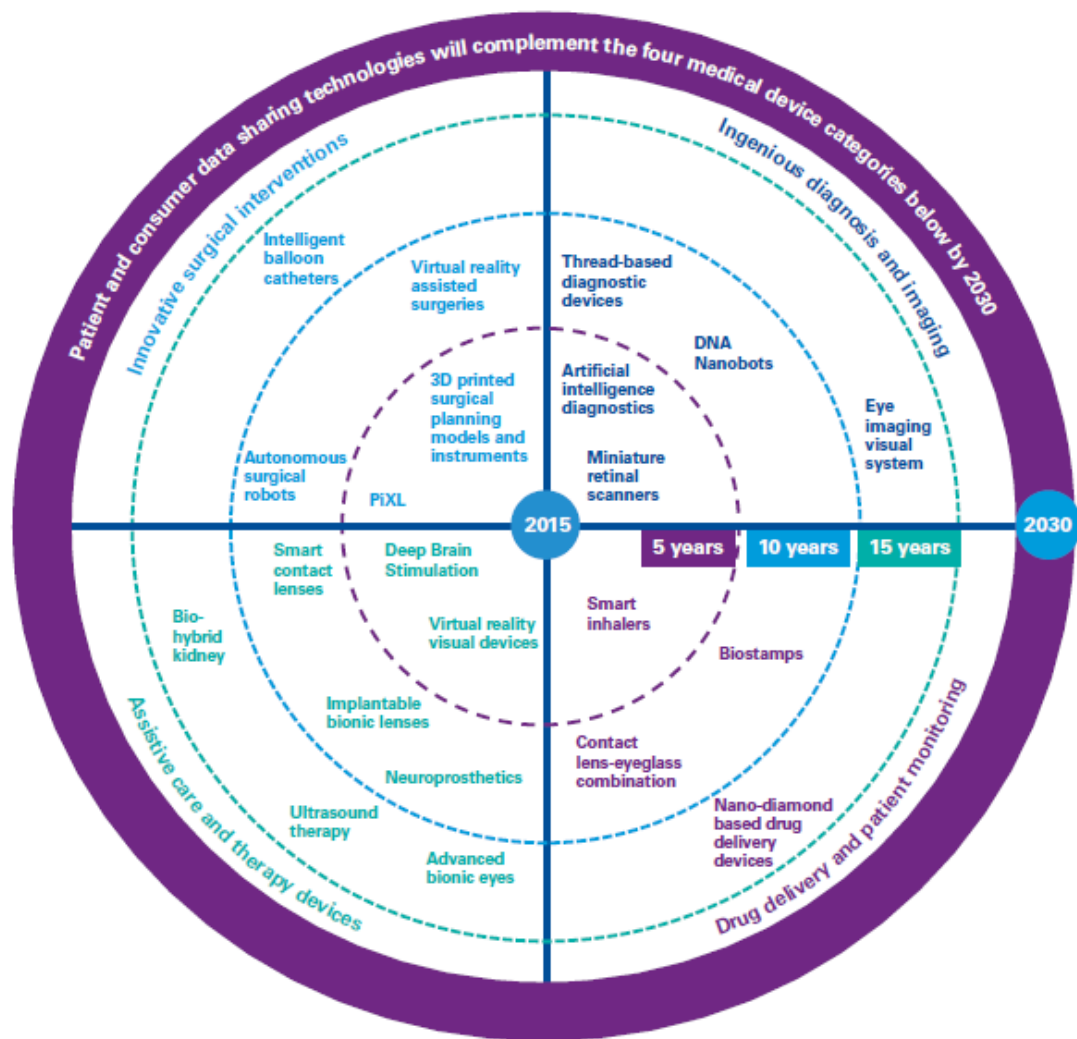 Patient and consumer data sharing technologies will complement the four medical device categories below by 2030
Innovative surgical interventions
Intelligent
balloon
catheters
Virtual reality
assisted
surgeries
3D printed
surgical
planning
models and
instruments
Autonomous
surgical
robots
PiXL
Ingenious diagnosis and imaging
Thread-based
diagnostic
devices
DNA
Nanobots
Artificial
intelligence
diagnostics
Eye
imaging
visual
system
Miniature
retinal
scanners
2015
2030
5 years
10 years
15 years
Smart
contact
lenses
Deep Brain
Stimulation
Bio-
hybrid
kidney
Virtual reality
visual devices
Implantable
bionic lenses
Neuroprosthetics
Ultrasound
therapy
Advanced
bionic eyes
Assistive care and therapy devices
Smart
inhalers
Biostamps
Contact
lens-eyeglass
combination
Nano-diamond
based drug
delivery
devices
Drug delivery and patient monitoring